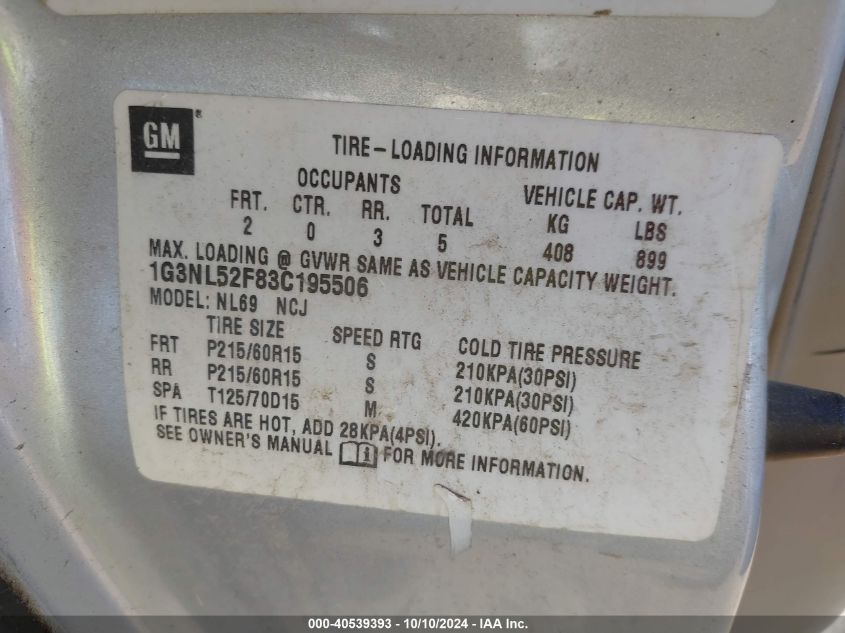 GM ®
TIRE-LOADING INFORMATION
OCCUPANTS VEHICLE CAP. WT.
FRT. CTR. RR. TOTAL KG LBS
2 0 3 5 408 899
MAX. LOADING @ GVWR SAME AS VEHICLE CAPACITY WEIGHT.
1G3NL52F83C195506
MODEL: NL69 NCJ
TIRE SIZE SPEED RTG COLD TIRE PRESSURE
FRT P215/60R15 S 210KPA(30PSI)
RR P215/60R15 S 210KPA(30PSI)
SPA T125/70D15 M 420KPA(60PSI)
IF TIRES ARE HOT, ADD 28KPA(4PSI).
SEE OWNER'S MANUAL FOR MORE INFORMATION.
000-40539393 - 10/10/2024 - IAA Inc.